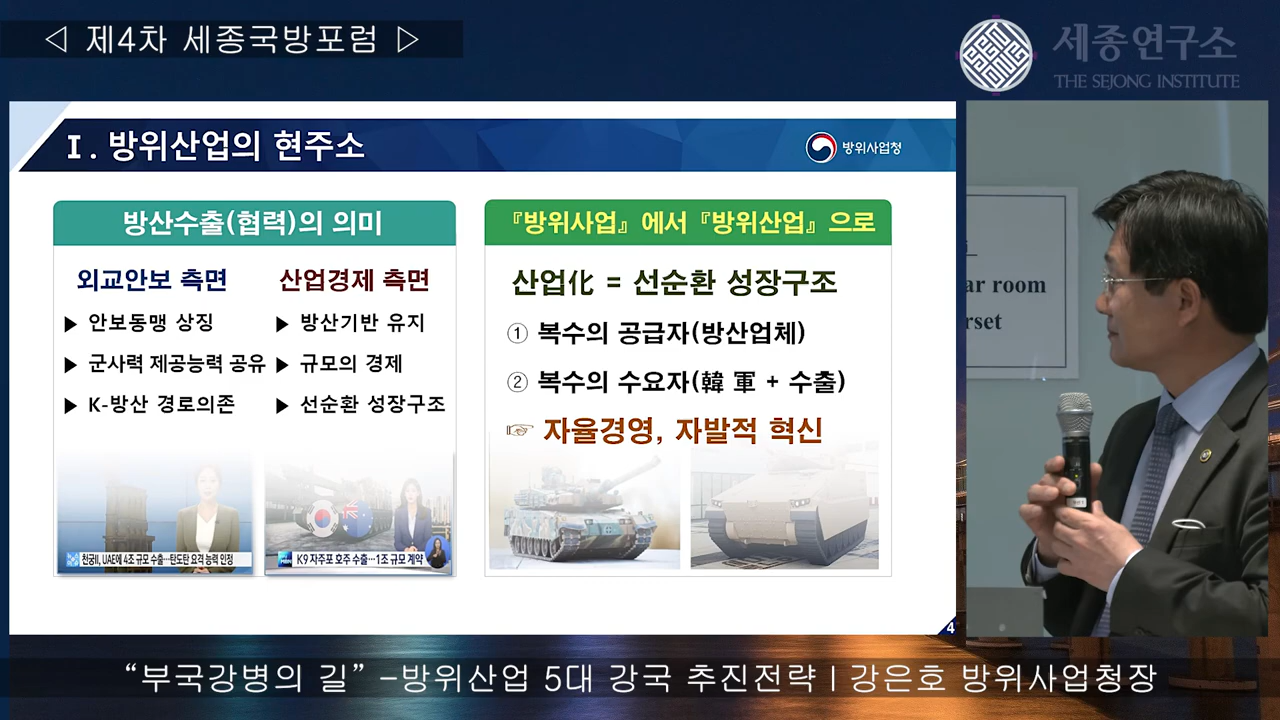 ◁ 제4차 세종국방포럼 ▷
세종연구소
THE SEJONG INSTITUTE
Ⅰ. 방위산업의 현주소
방위사업청
방산수출(협력)의 의미
외교안보 측면
▶ 안보동맹 상징
▶ 군사력 제공능력 공유
▶ K-방산 경로의존
산업경제 측면
▶ 방산기반 유지
▶ 규모의 경제
▶ 선순환 성장구조
천궁Ⅱ, UAE에 4조 규모 수출…탄도탄 요격 능력 인정
MBN
K9 자주포 호주 수출…1조 규모 계약
『방위사업』에서『방위산업』으로
산업化 = 선순환 성장구조
① 복수의 공급자(방산업체)
② 복수의 수요자(韓 軍 + 수출)
☞ 자율경영, 자발적 혁신
4
ar room
rset
“부국강병의 길” -방위산업 5대 강국 추진전략 | 강은호 방위사업청장